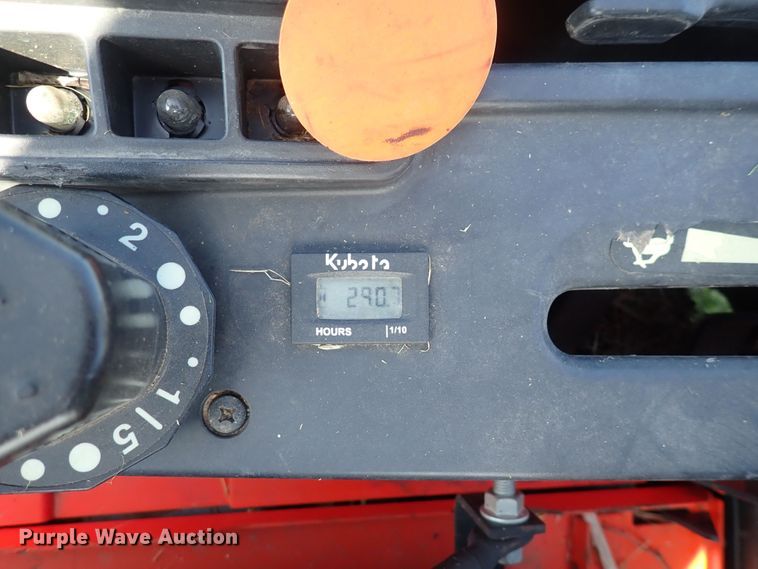 2
Kubota
290.7
HOURS 1/10
1 | 5
Purple Wave Auction